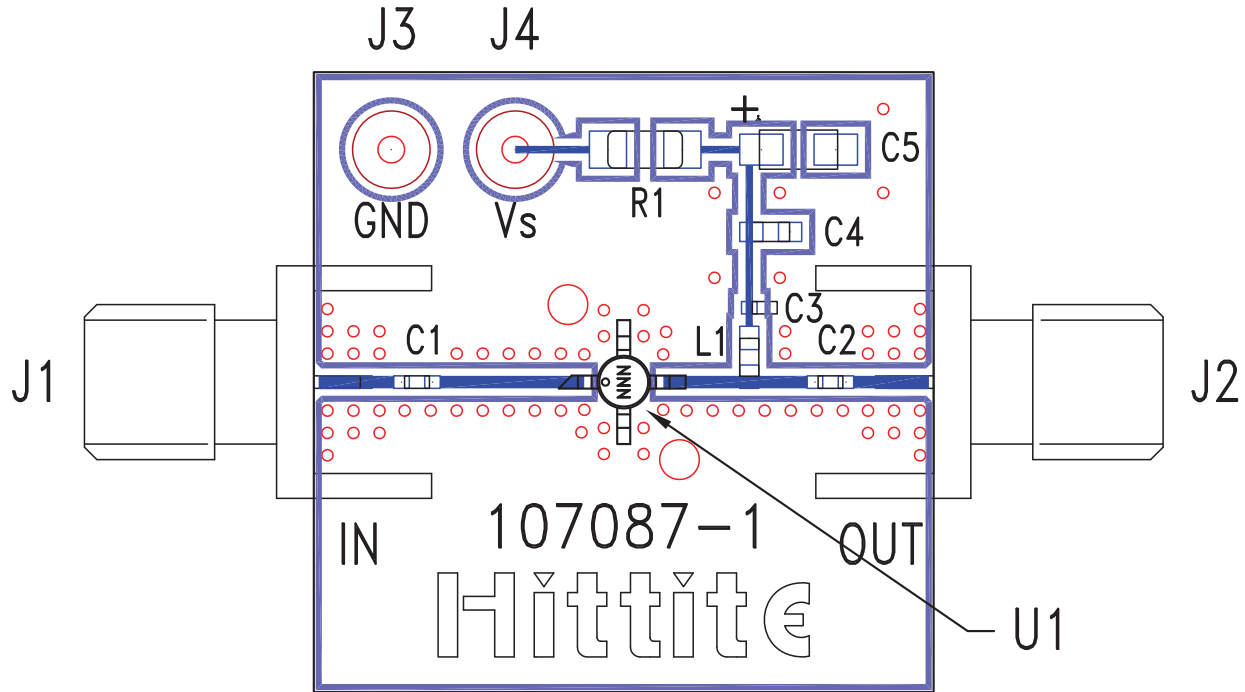 J3 J4
+
C5
GND Vs R1
C4
C3
C1 L1 C2
J1 NNN J2
107087-1
IN OUT
Hittite
U1